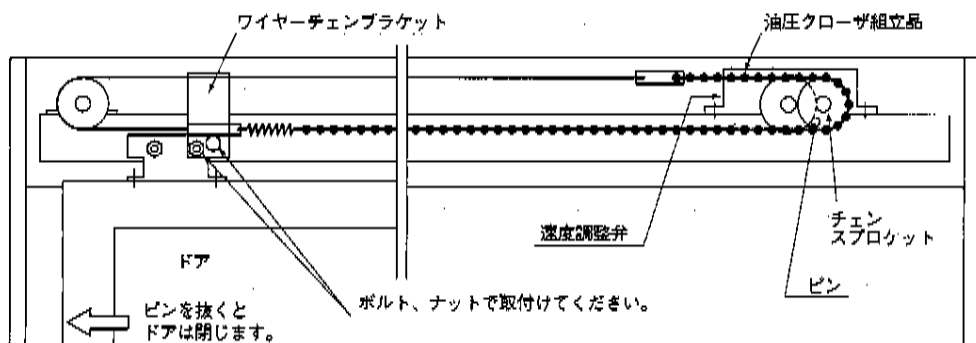 ワイヤーチェンブラケット
油圧クローザ組立品
速度調整弁
チェン
スプロケット
ドア
ピン
ボルト、ナットで取付けてください。
ピンを抜くと
ドアは閉じます。